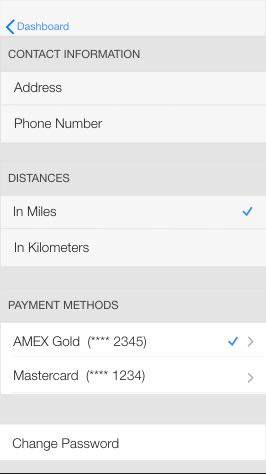 Dashboard
CONTACT INFORMATION
Address
Phone Number
DISTANCES
In Miles
In Kilometers
PAYMENT METHODS
AMEX Gold (**** 2345)
Mastercard (**** 1234)
Change Password